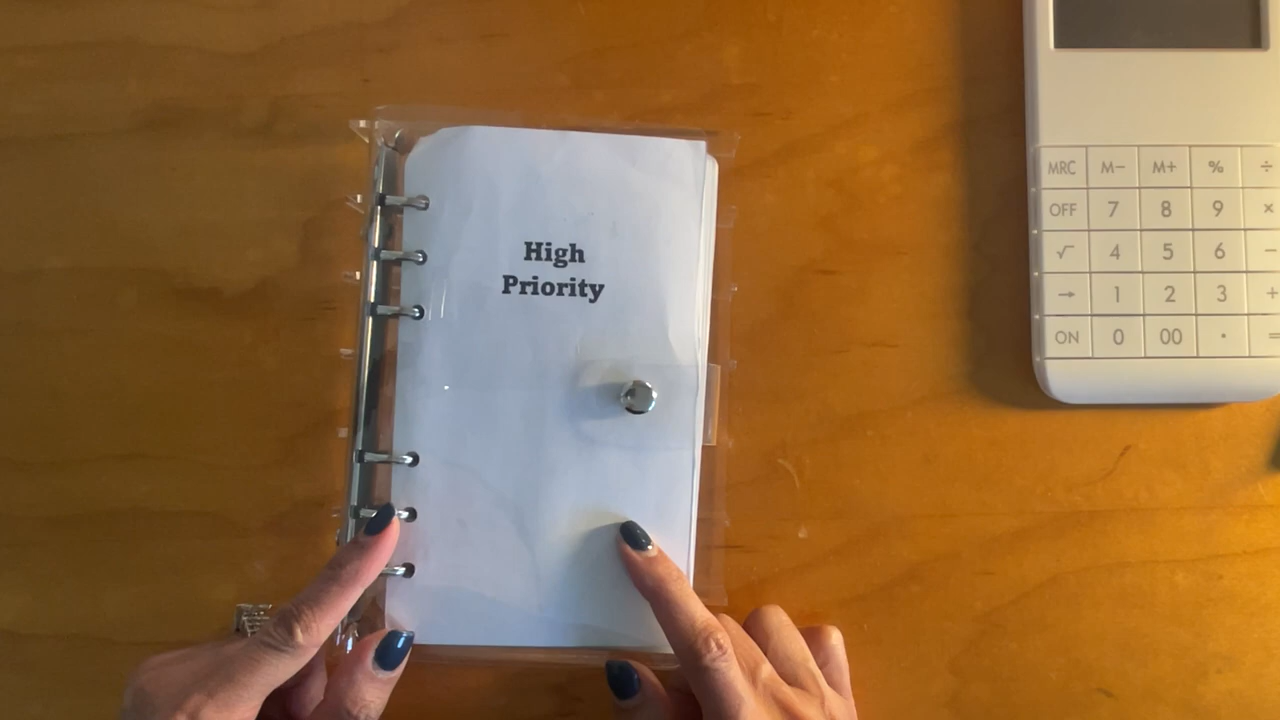 High
Priority
MRC M− M+ % ÷
OFF 7 8 9 ×
√ 4 5 6 −
→ 1 2 3 +
ON 0 00 · =